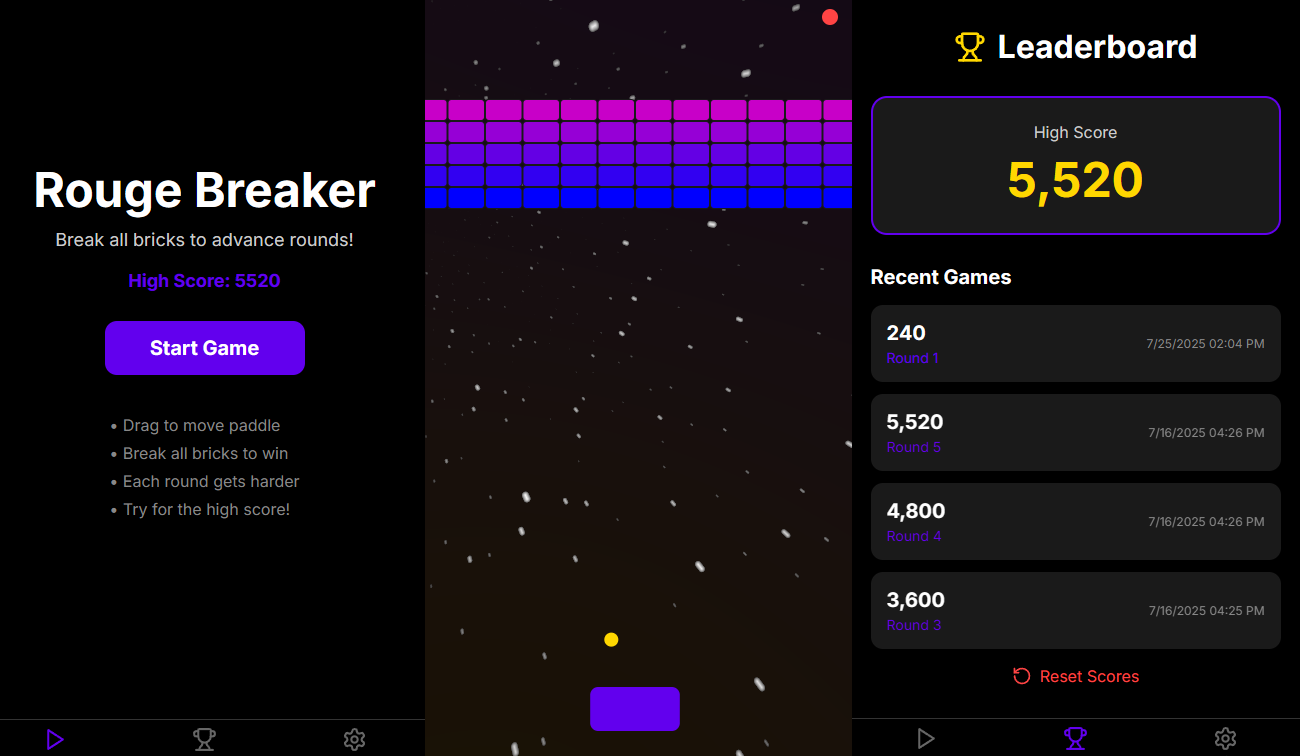 Rouge Breaker
Break all bricks to advance rounds!
High Score: 5520
Start Game
• Drag to move paddle
• Break all bricks to win
• Each round gets harder
• Try for the high score!
Leaderboard
High Score
5,520
Recent Games
240
Round 1
7/25/2025 02:04 PM
5,520
Round 5
7/16/2025 04:26 PM
4,800
Round 4
7/16/2025 04:26 PM
3,600
Round 3
7/16/2025 04:25 PM
Reset Scores